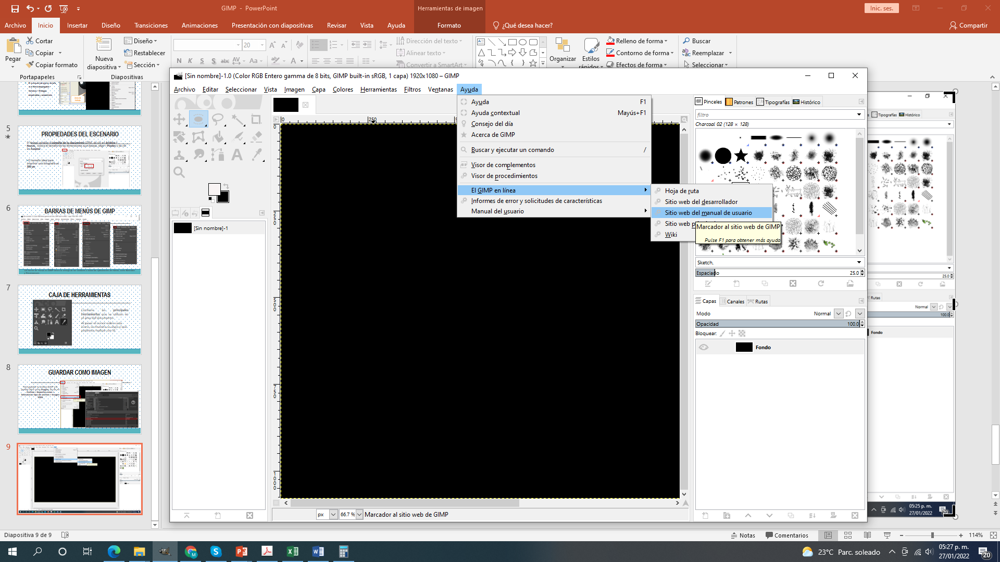 GIMP - PowerPoint
Herramientas de imagen
Inic. ses.
Archivo Inicio Insertar Diseño Transiciones Animaciones Presentación con diapositivas Revisar Vista Ayuda Formato ¿Qué desea hacer? Compartir
Pegar
Cortar
Copiar
Copiar formato
Portapapeles
Nueva
diapositiva
Diseño
Restablecer
Sección
Diapositivas
20
N K S S abc AV Aa
Dirección del texto
Alinear texto
Convertir a SmartArt
Organizar
Estilos
rápidos
Relleno de forma
Contorno de forma
Efectos de forma
Buscar
Reemplazar
Seleccionar
5
PROPIEDADES DEL ESCENARIO
6
BARRAS DE MENÚS DE GIMP
7
CAJA DE HERRAMIENTAS
8
GUARDAR COMO IMAGEN
9
[Sin nombre]-1.0 (Color RGB Entero gamma de 8 bits, GIMP built-in sRGB, 1 capa) 1920x1080 – GIMP
Archivo Editar Seleccionar Vista Imagen Capa Colores Herramientas Filtros Ventanas Ayuda
Ayuda F1
Ayuda contextual Mayús+F1
Consejo del día
Acerca de GIMP
Buscar y ejecutar un comando /
Visor de complementos
Visor de procedimientos
El GIMP en línea
Informes de error y solicitudes de características
Manual del usuario
Hoja de ruta
Sitio web del desarrollador
Sitio web del manual de usuario
Sitio web
Wiki
Marcador al sitio web de GIMP
Pulse F1 para obtener más ayuda
[Sin nombre]-1
0 250
0
250
500
750
1000
Pinceles Patrones Tipografías Histórico
filtro
Charcoal 02 (128 × 128)
Sketch,
Espaciado 25.0
Capas Canales Rutas
Modo Normal
Opacidad 100.0
Bloquear:
Fondo
px 66.7 % Marcador al sitio web de GIMP
Tipografías Histórico
25.0
Rutas
Normal
100.0
Fondo
05:25 p. m.
27/01/2022
20
Diapositiva 9 de 9
Notas Comentarios 114%
23°C Parc. soleado
05:27 p. m.
27/01/2022
20